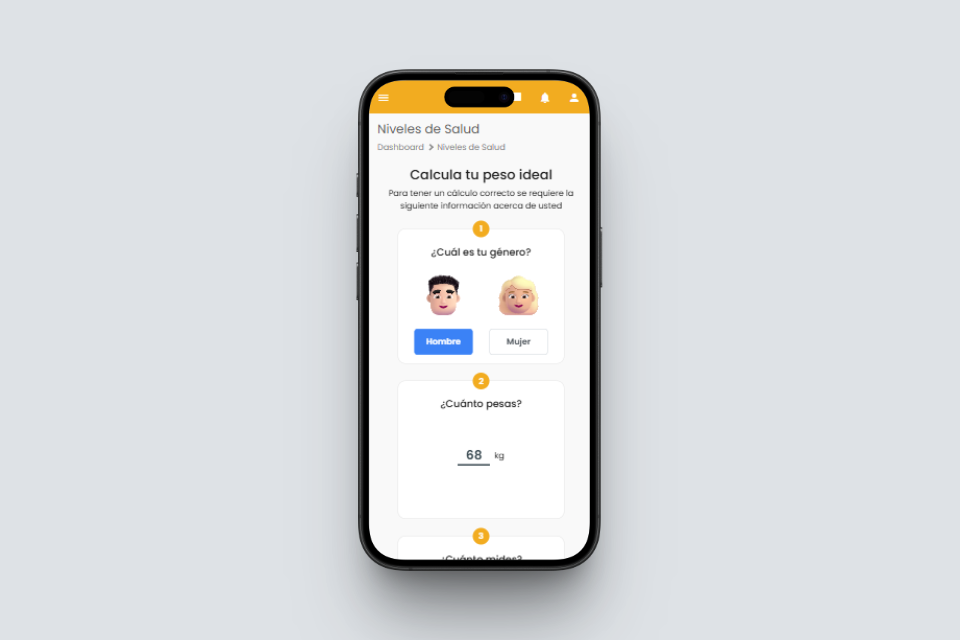 Niveles de Salud
Dashboard > Niveles de Salud
Calcula tu peso ideal
Para tener un cálculo correcto se requiere la
siguiente información acerca de usted
1
¿Cuál es tu género?
Hombre
Mujer
2
¿Cuánto pesas?
68 kg
3
¿Cuánto mides?